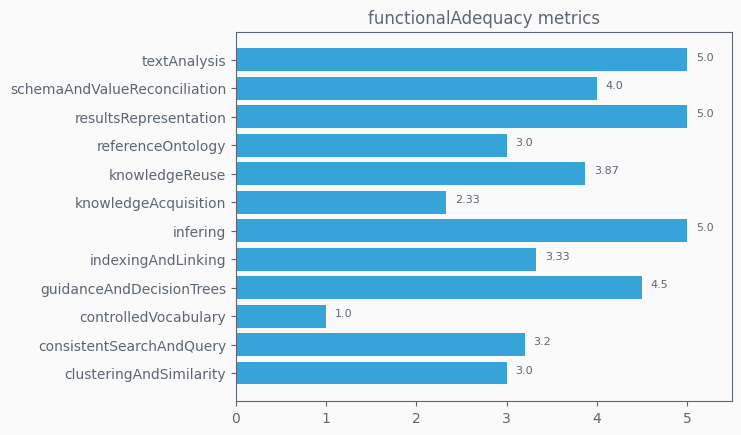 functionalAdequacy metrics
textAnalysis 5.0
schemaAndValueReconciliation 4.0
resultsRepresentation 5.0
referenceOntology 3.0
knowledgeReuse 3.87
knowledgeAcquisition 2.33
infering 5.0
indexingAndLinking 3.33
guidanceAndDecisionTrees 4.5
controlledVocabulary 1.0
consistentSearchAndQuery 3.2
clusteringAndSimilarity 3.0
0 1 2 3 4 5